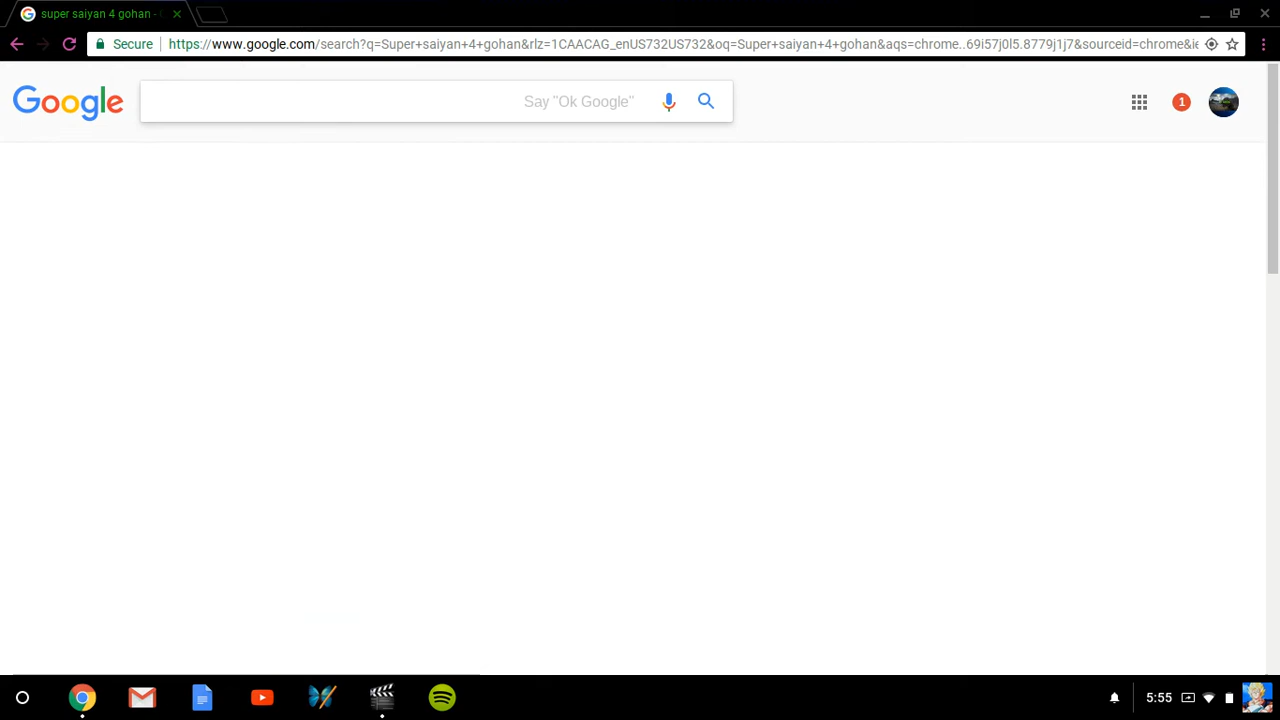 super saiyan 4 gohan -
Secure
https://www.google.com/search?q=Super+saiyan+4+gohan&rlz=1CAACAG_enUS732US732&oq=Super+saiyan+4+gohan&aqs=chrome..69i57j0l5.8779j1j7&sourceid=chrome&ie
Google
Say "Ok Google"
1
5:55